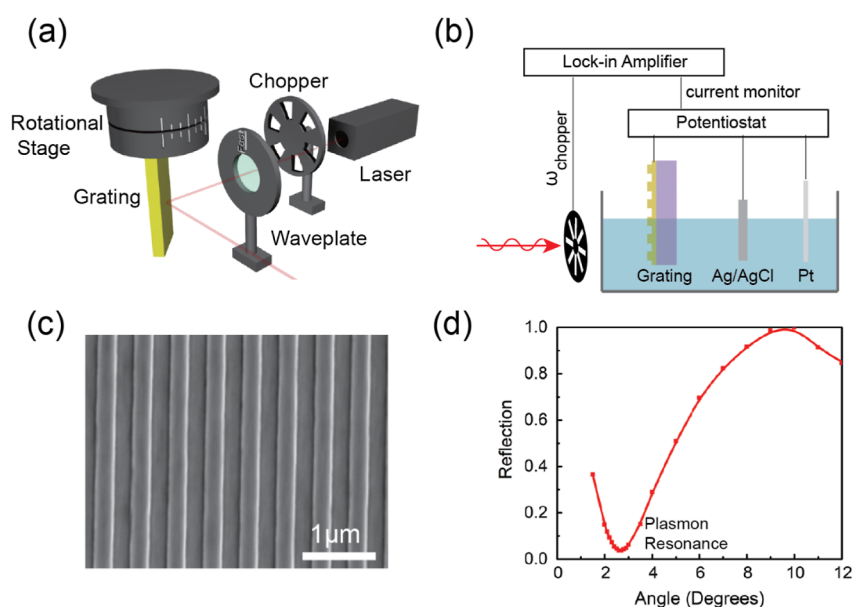 (a)
Chopper
Rotational
Stage
Grating
Fast
Laser
Waveplate
(b)
Lock-in Amplifier
current monitor
Potentiostat
ω chopper
Grating
Ag/AgCl
Pt
(c)
1μm
(d)
Reflection
1.0
0.8
0.6
0.4
0.2
0.0
Plasmon
Resonance
0 2 4 6 8 10 12
Angle (Degrees)